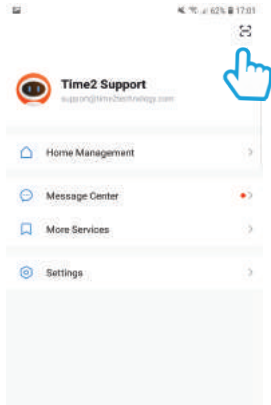 62% 17:01
Time2 Support
support@time2technology.com
Home Management
Message Center
More Services
Settings